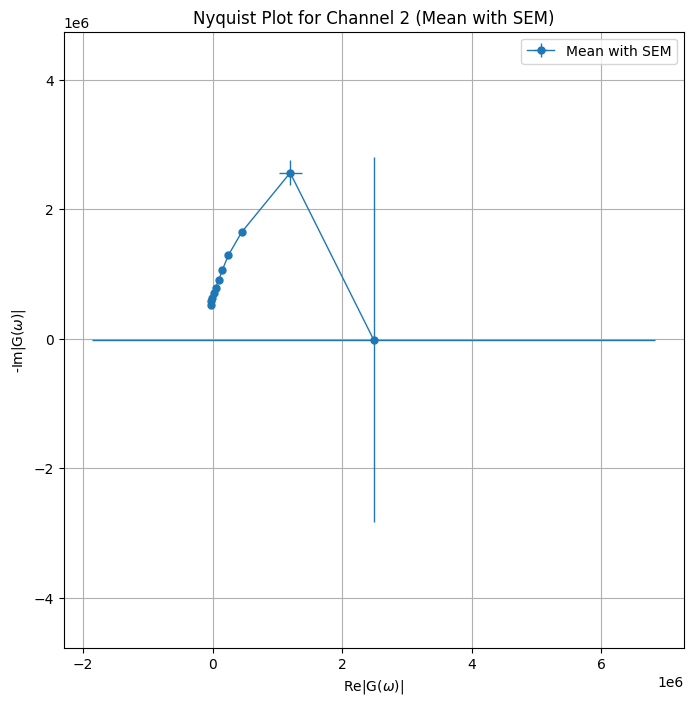 Nyquist Plot for Channel 2 (Mean with SEM)
1e6
Mean with SEM
4
2
0
−2
−4
-Im|G(ω)|
−2 0 2 4 6
1e6
Re|G(ω)|